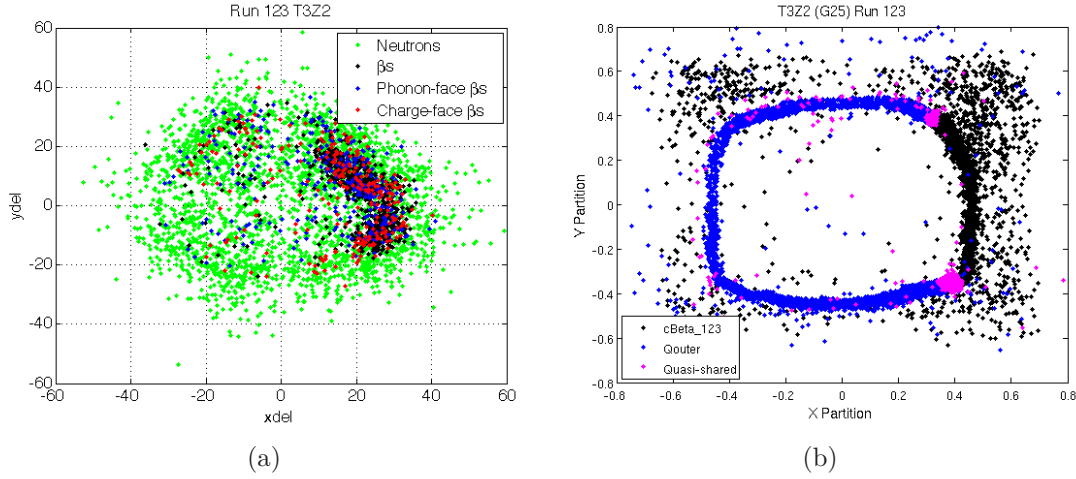 Run 123 T3Z2
60
40
20
0
-20
-40
-60
ydel
Neutrons
βs
Phonon-face βs
Charge-face βs
-60 -40 -20 0 20 40 60
xdel
(a)
T3Z2 (G25) Run 123
0.8
0.6
0.4
0.2
0
-0.2
-0.4
-0.6
-0.8
Y Partition
cBeta_123
Qouter
Quasi-shared
-0.8 -0.6 -0.4 -0.2 0 0.2 0.4 0.6 0.8
X Partition
(b)